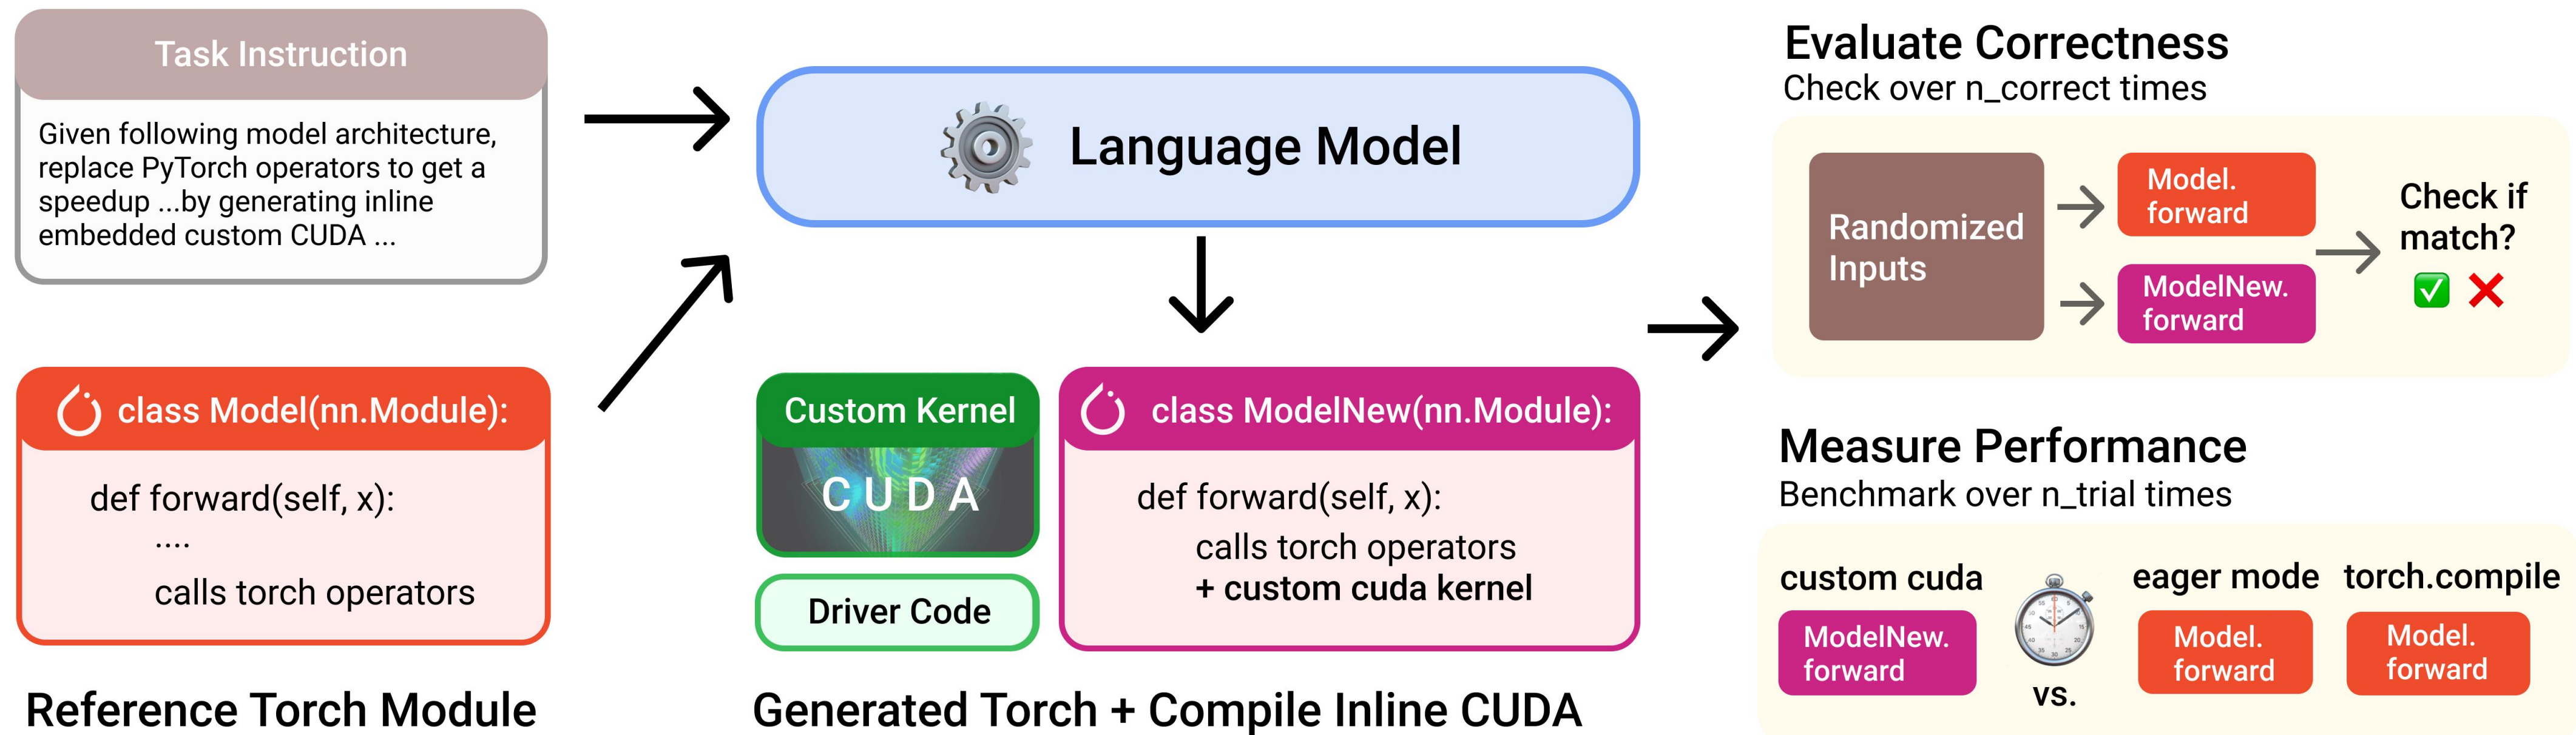 Task Instruction
Given following model architecture,
replace PyTorch operators to get a
speedup ...by generating inline
embedded custom CUDA ...
class Model(nn.Module):
def forward(self, x):
....
calls torch operators
Reference Torch Module
Language Model
Custom Kernel
CUDA
Driver Code
class ModelNew(nn.Module):
def forward(self, x):
calls torch operators
+ custom cuda kernel
Generated Torch + Compile Inline CUDA
Evaluate Correctness
Check over n_correct times
Randomized
Inputs
Model.
forward
ModelNew.
forward
Check if
match?
Measure Performance
Benchmark over n_trial times
custom cuda
ModelNew.
forward
vs.
eager mode
Model.
forward
torch.compile
Model.
forward